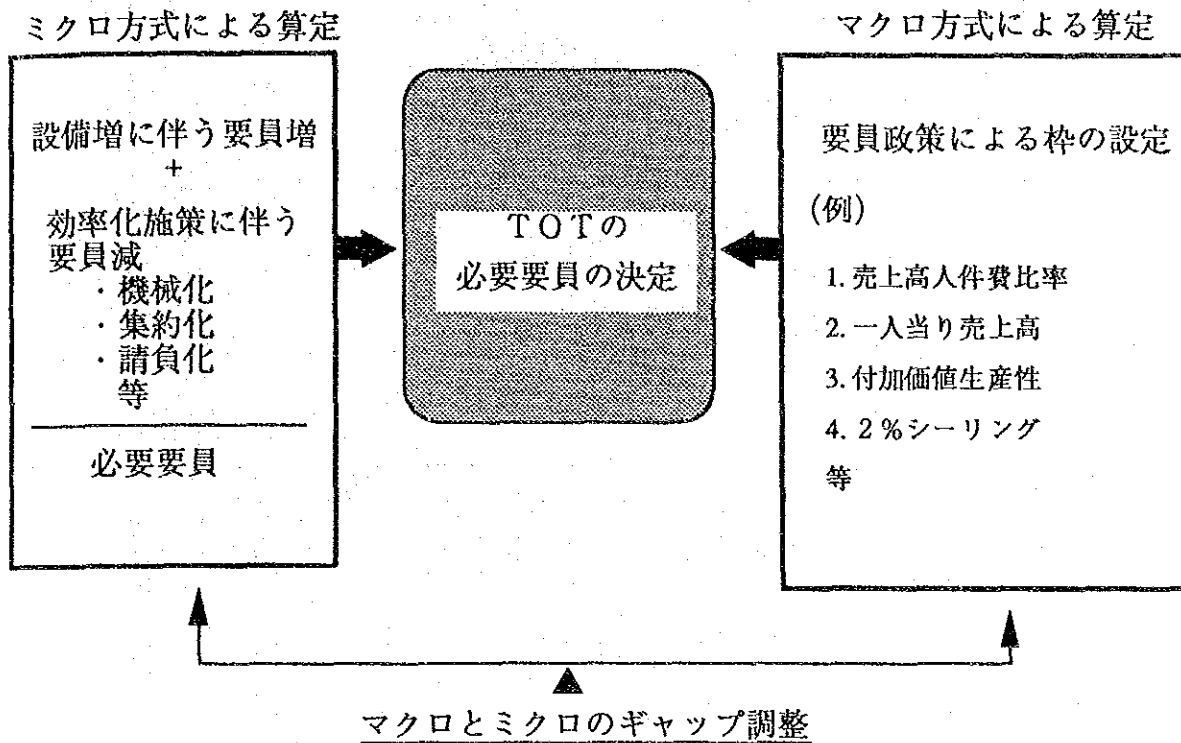 ミクロ方式による算定
設備増に伴う要員増
+
効率化施策に伴う
要員減
・機械化
・集約化
・請負化
等
必要要員
TOTの
必要要員の決定
マクロ方式による算定
要員政策による枠の設定
(例)
1. 売上高人件費比率
2. 一人当り売上高
3. 付加価値生産性
4. 2%シーリング
等
マクロとミクロのギャップ調整